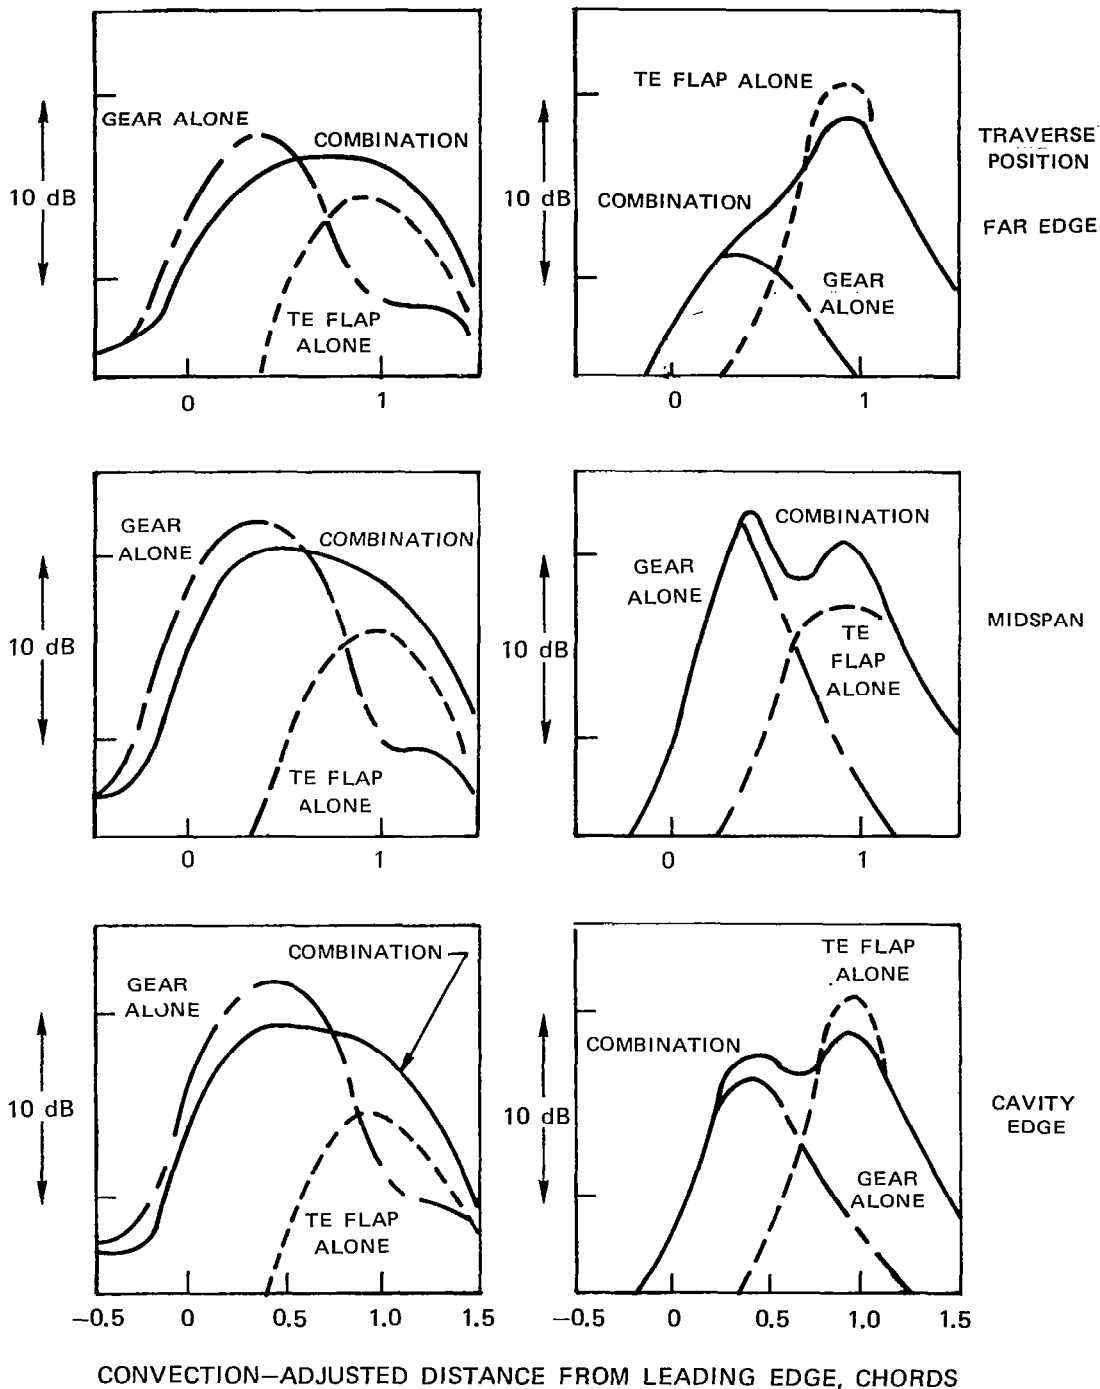 GEAR ALONE
COMBINATION
10 dB
TE FLAP
ALONE
0 1
TE FLAP ALONE
COMBINATION
10 dB
GEAR
ALONE
0 1
TRAVERSE
POSITION
FAR EDGE
GEAR
ALONE
COMBINATION
10 dB
TE FLAP
ALONE
0 1
COMBINATION
GEAR
ALONE
10 dB
TE
FLAP
ALONE
0 1
MIDSPAN
COMBINATION
GEAR
ALONE
10 dB
TE FLAP
ALONE
−0.5 0 0.5 1.0 1.5
TE FLAP
ALONE
COMBINATION
10 dB
GEAR
ALONE
−0.5 0 0.5 1.0 1.5
CAVITY
EDGE
CONVECTION−ADJUSTED DISTANCE FROM LEADING EDGE, CHORDS